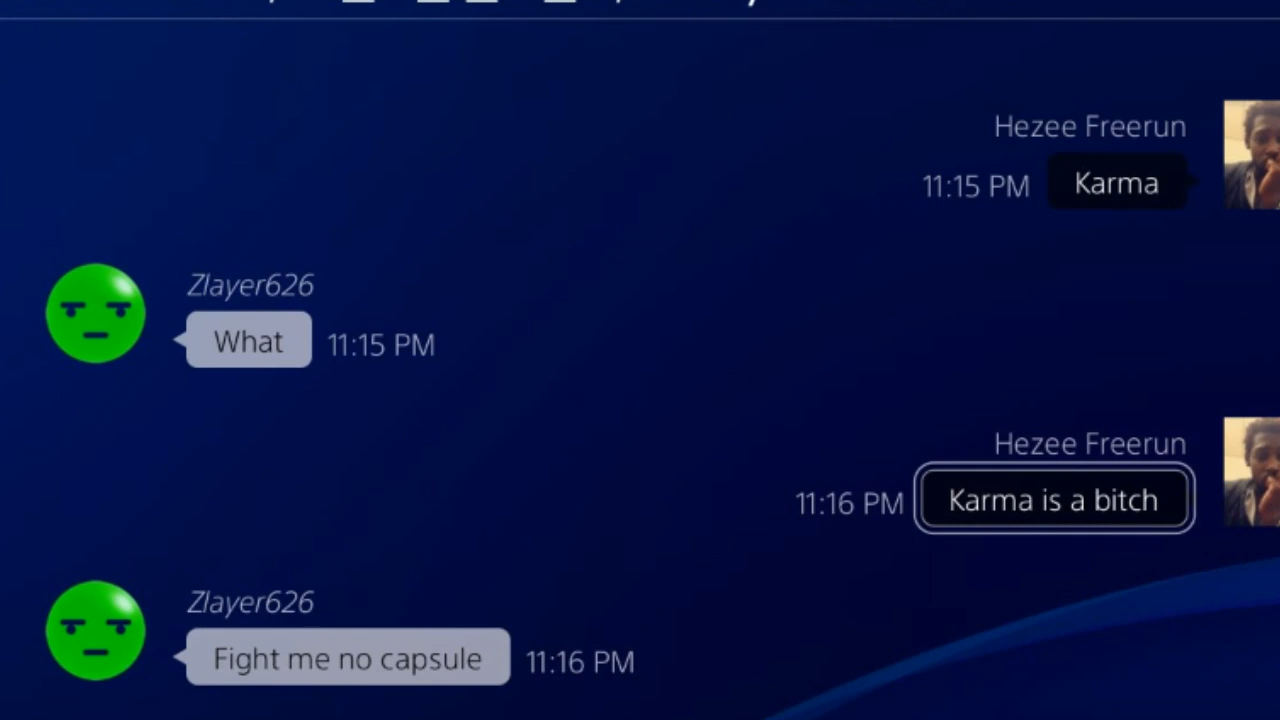 Hezee Freerun
11:15 PM Karma
Zlayer626
What 11:15 PM
Hezee Freerun
11:16 PM Karma is a bitch
Zlayer626
Fight me no capsule 11:16 PM